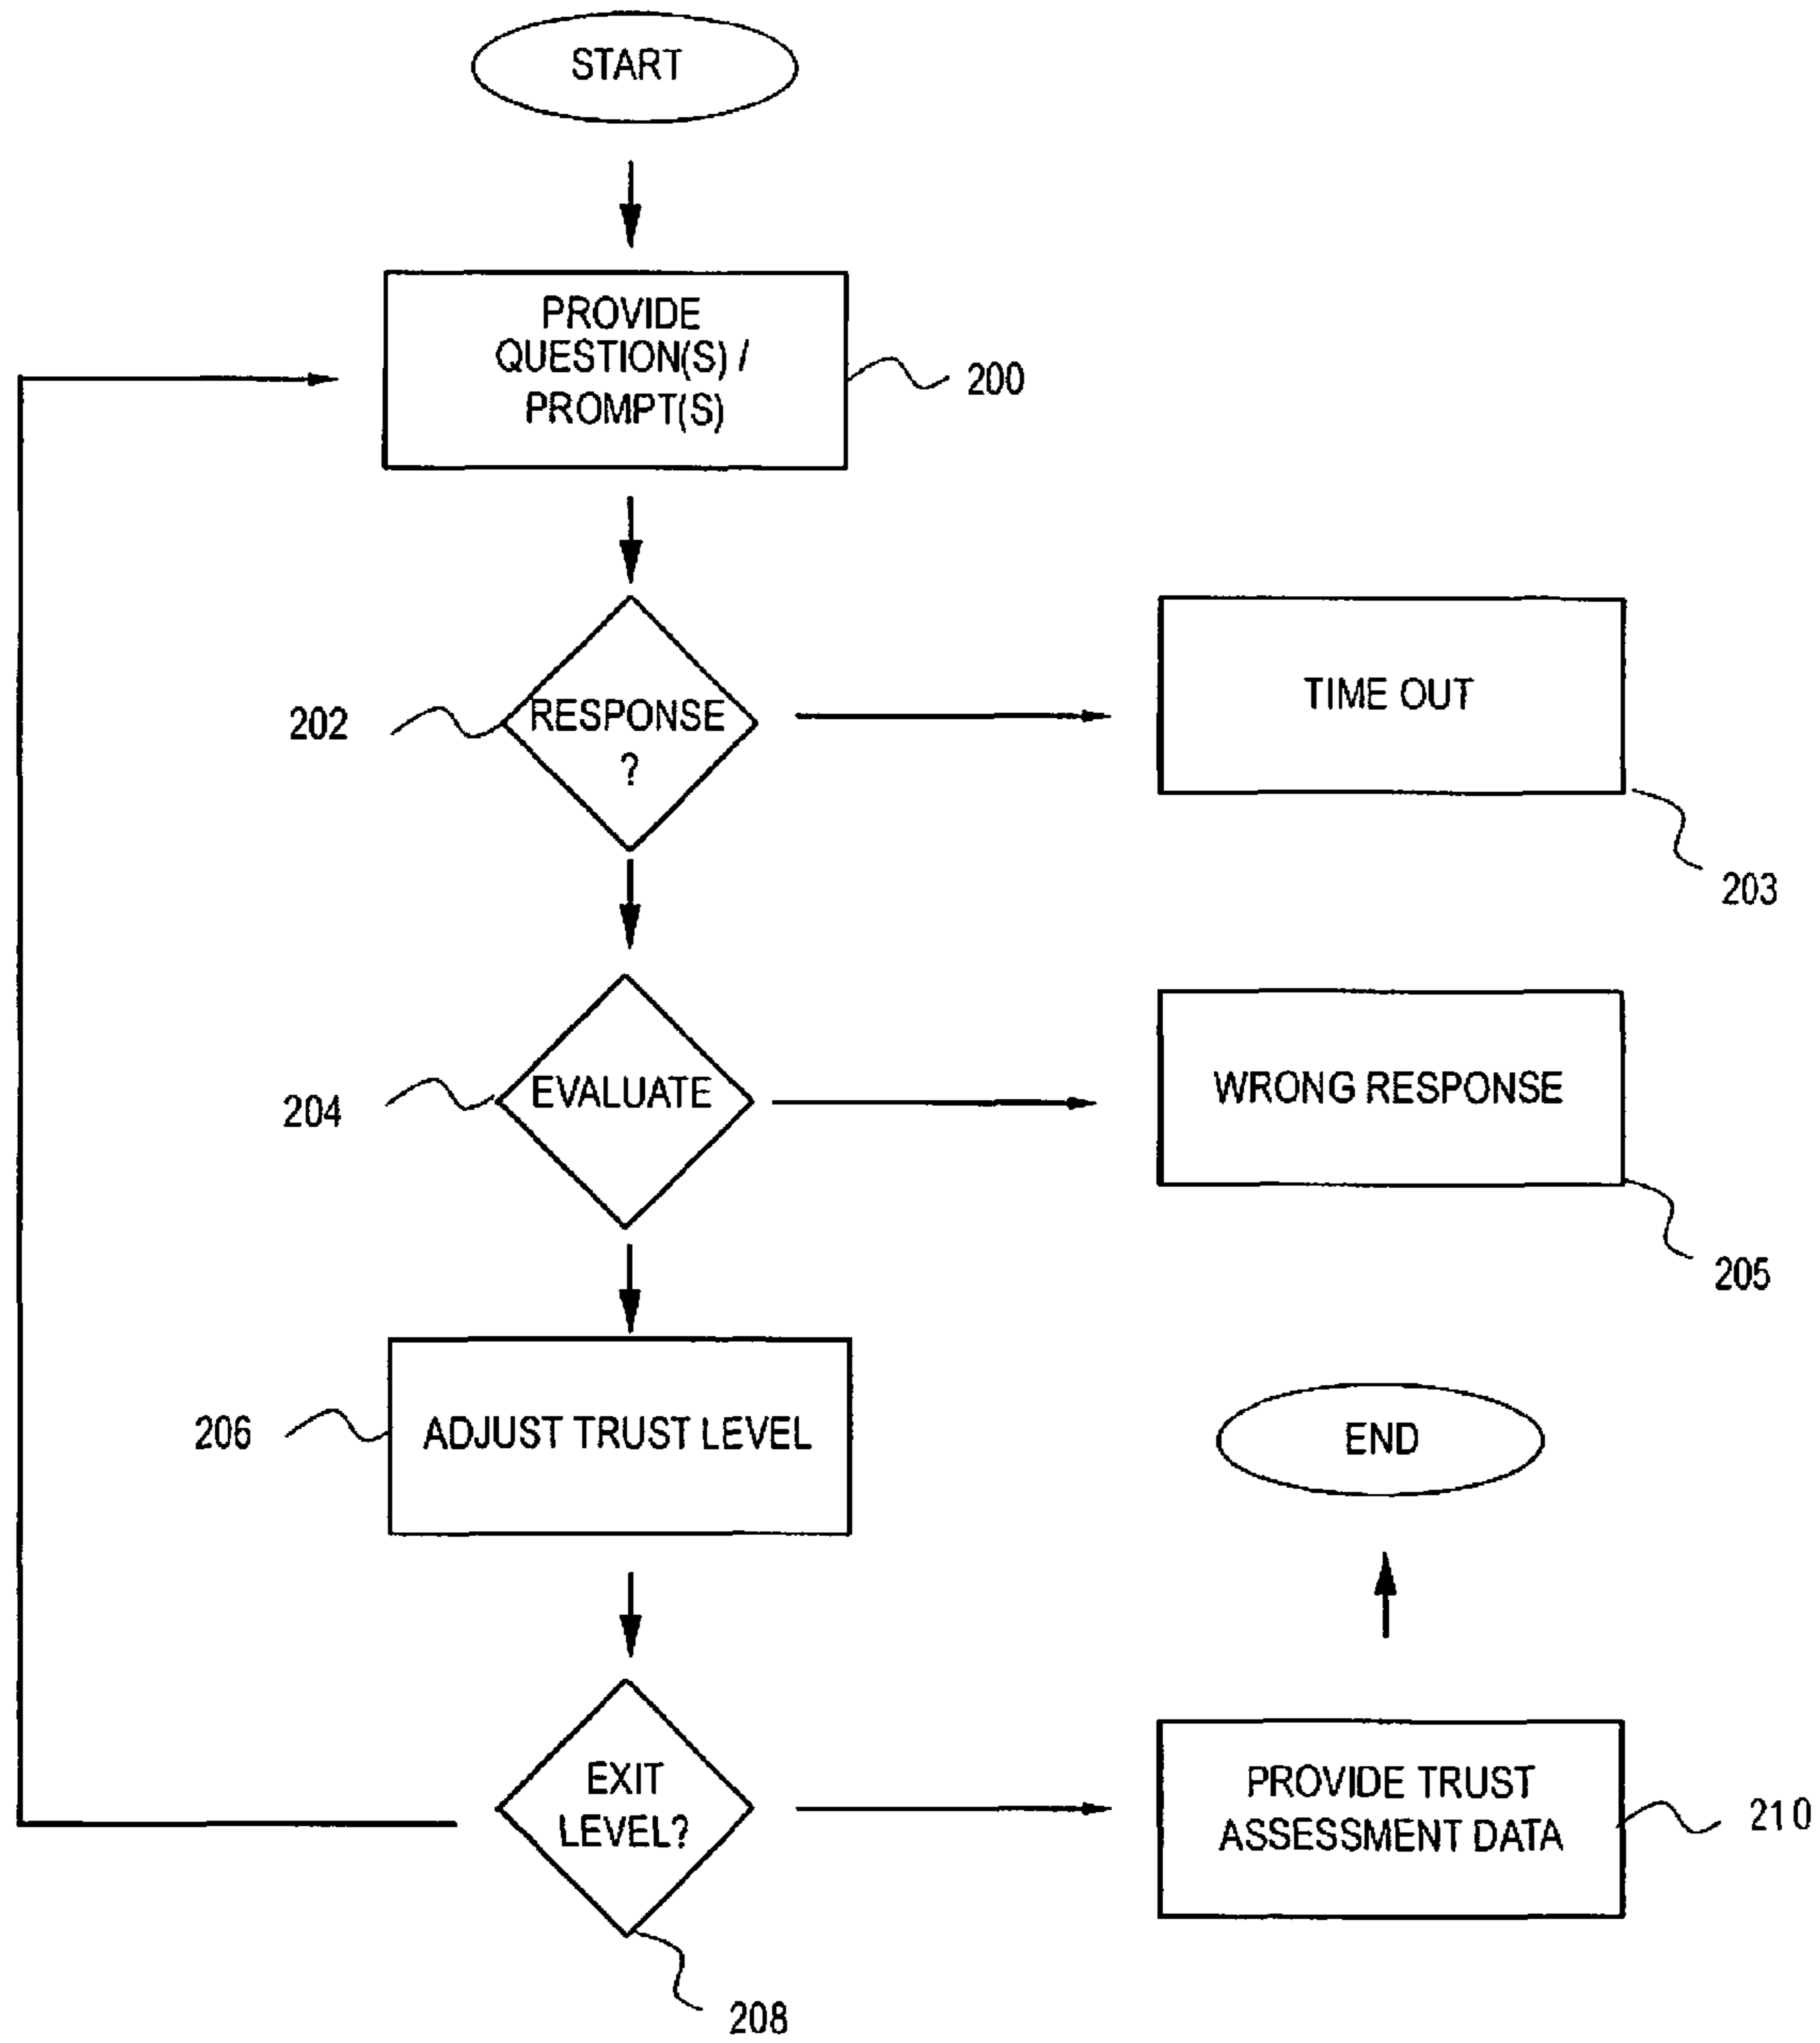 START
PROVIDE
QUESTION(S) /
PROMPT(S)
200
RESPONSE
?
202
TIME OUT
203
EVALUATE
204
WRONG RESPONSE
205
ADJUST TRUST LEVEL
206
END
EXIT
LEVEL?
208
PROVIDE TRUST
ASSESSMENT DATA
210